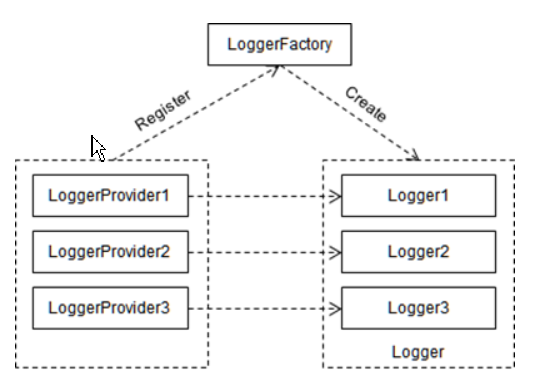 LoggerFactory
Register
Create
LoggerProvider1
Logger1
LoggerProvider2
Logger2
LoggerProvider3
Logger3
Logger